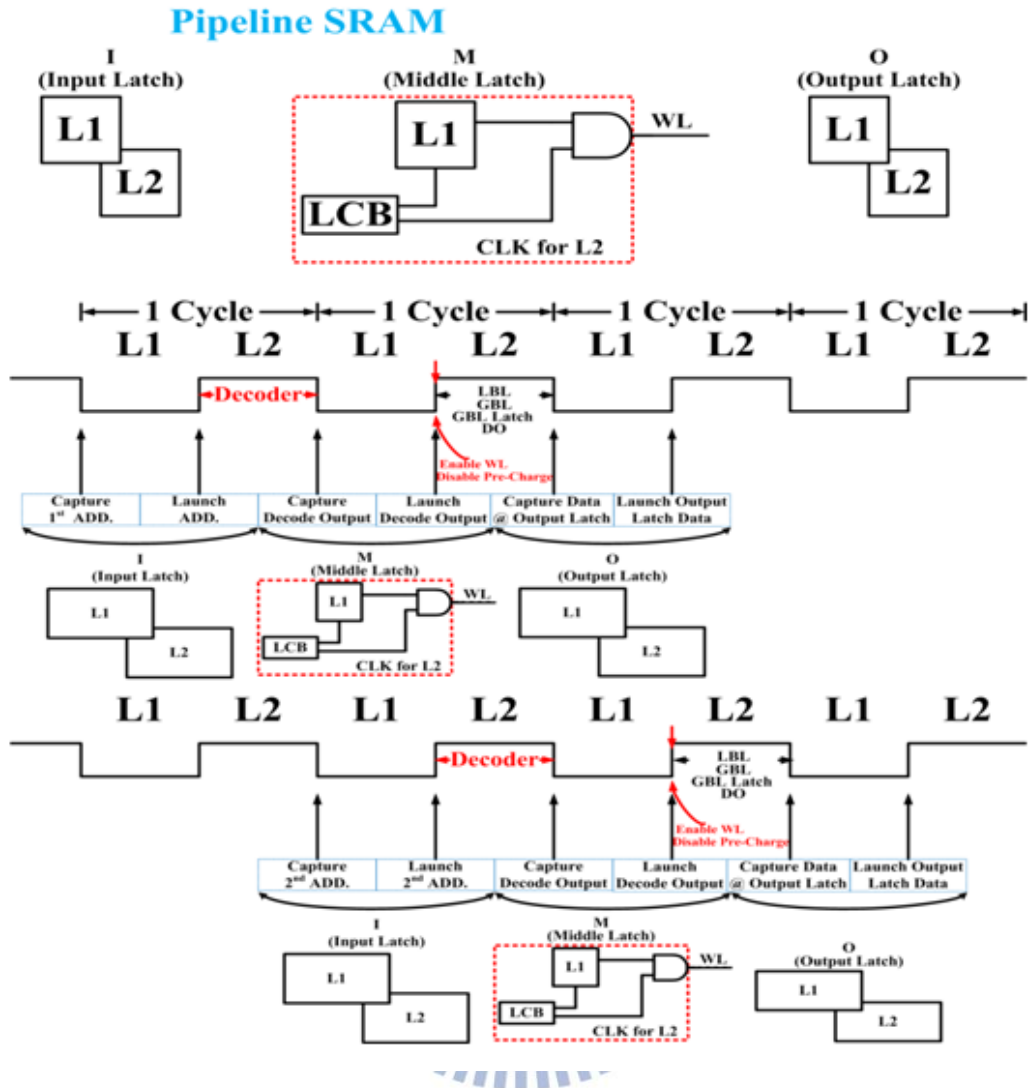 Pipeline SRAM
I
(Input Latch)
L1
L2
M
(Middle Latch)
L1
LCB
WL
CLK for L2
O
(Output Latch)
L1
L2
1 Cycle 1 Cycle 1 Cycle 1 Cycle
L1 L2 L1 L2 L1 L2 L1 L2
Decoder
LBL
GBL
GBL Latch
DO
Enable WL
Disable Pre-Charge
Capture
1st ADD.
Launch
ADD.
Capture
Decode Output
Launch
Decode Output
Capture Data
@ Output Latch
Launch Output
Latch Data
I
(Input Latch)
L1
L2
M
(Middle Latch)
L1
LCB
WL
CLK for L2
O
(Output Latch)
L1
L2
L1 L2 L1 L2 L1 L2 L1 L2
Decoder
LBL
GBL
GBL Latch
DO
Enable WL
Disable Pre-Charge
Capture
2nd ADD.
Launch
2nd ADD.
Capture
Decode Output
Launch
Decode Output
Capture Data
@ Output Latch
Launch Output
Latch Data
I
(Input Latch)
L1
L2
M
(Middle Latch)
L1
LCB
WL
CLK for L2
O
(Output Latch)
L1
L2